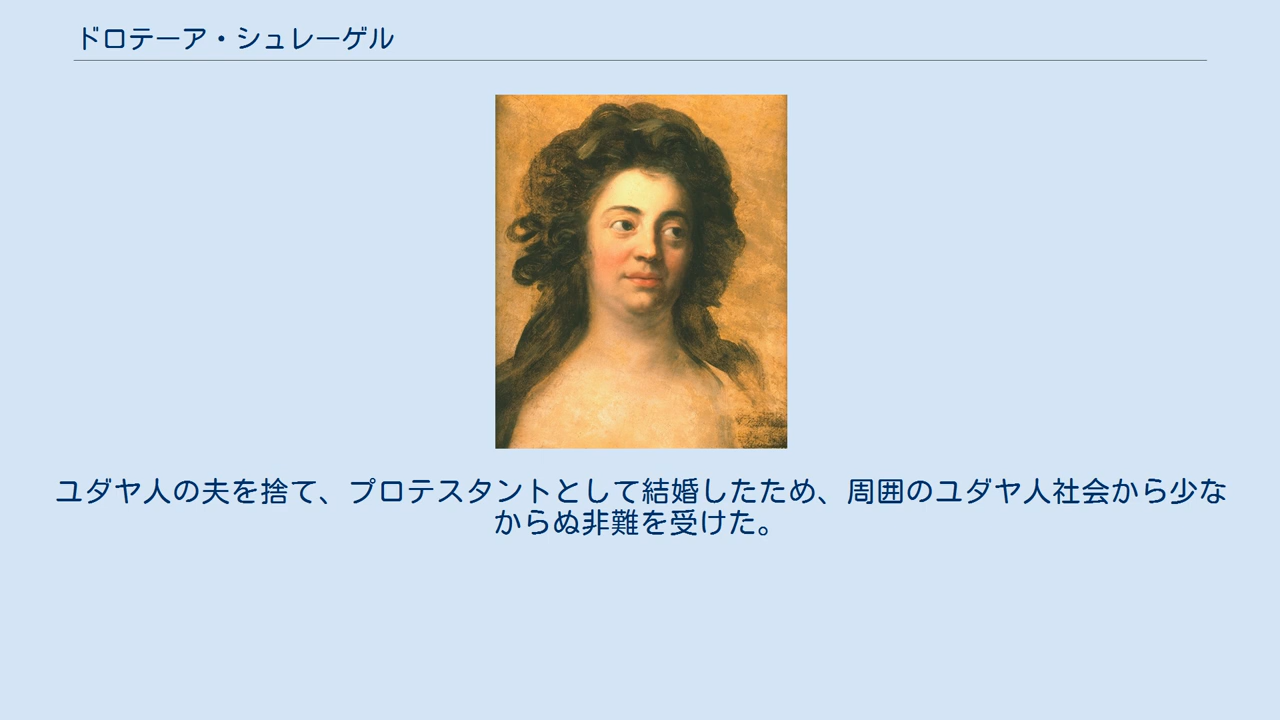 ドロテーア・シュレーゲル
ユダヤ人の夫を捨て、プロテスタントとして結婚したため、周囲のユダヤ人社会から少な
からぬ非難を受けた。